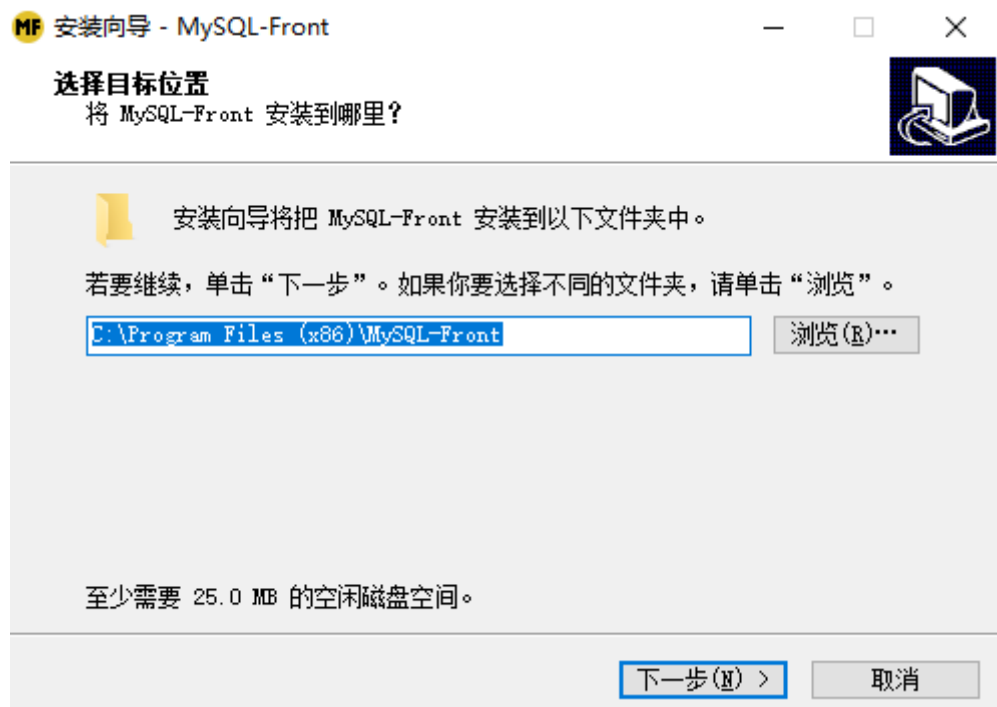 MF 安装向导 - MySQL-Front
选择目标位置
将 MySQL-Front 安装到哪里?
安装向导将把 MySQL-Front 安装到以下文件夹中。
若要继续，单击“下一步”。如果你要选择不同的文件夹，请单击“浏览”。
C:\Program Files (x86)\MySQL-Front
浏览(R)…
至少需要 25.0 MB 的空闲磁盘空间。
下一步(N) >
取消